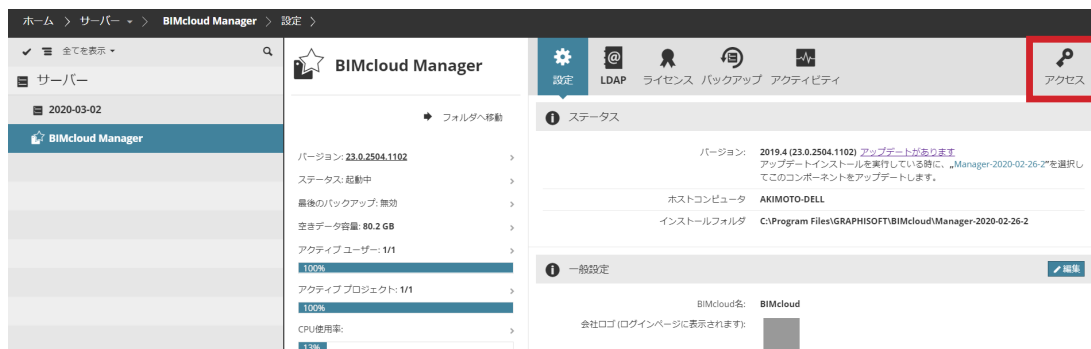 ホーム > サーバー > BIMcloud Manager > 設定 >
全てを表示
サーバー
2020-03-02
BIMcloud Manager
BIMcloud Manager
フォルダへ移動
バージョン: 23.0.2504.1102
ステータス: 起動中
最後のバックアップ: 無効
空きデータ容量: 80.2 GB
アクティブ ユーザー: 1/1
100%
アクティブ プロジェクト: 1/1
100%
CPU使用率:
13%
設定
LDAP
ライセンス
バックアップ
アクティビティ
アクセス
ステータス
バージョン: 2019.4 (23.0.2504.1102) アップデートがあります
アップデートインストールを実行している時に、„Manager-2020-02-26-2"を選択し
てこのコンポーネントをアップデートします。
ホストコンピュータ AKIMOTO-DELL
インストールフォルダ C:\Program Files\GRAPHISOFT\BIMcloud\Manager-2020-02-26-2
一般設定
編集
BIMcloud名: BIMcloud
会社ロゴ (ログインページに表示されます):